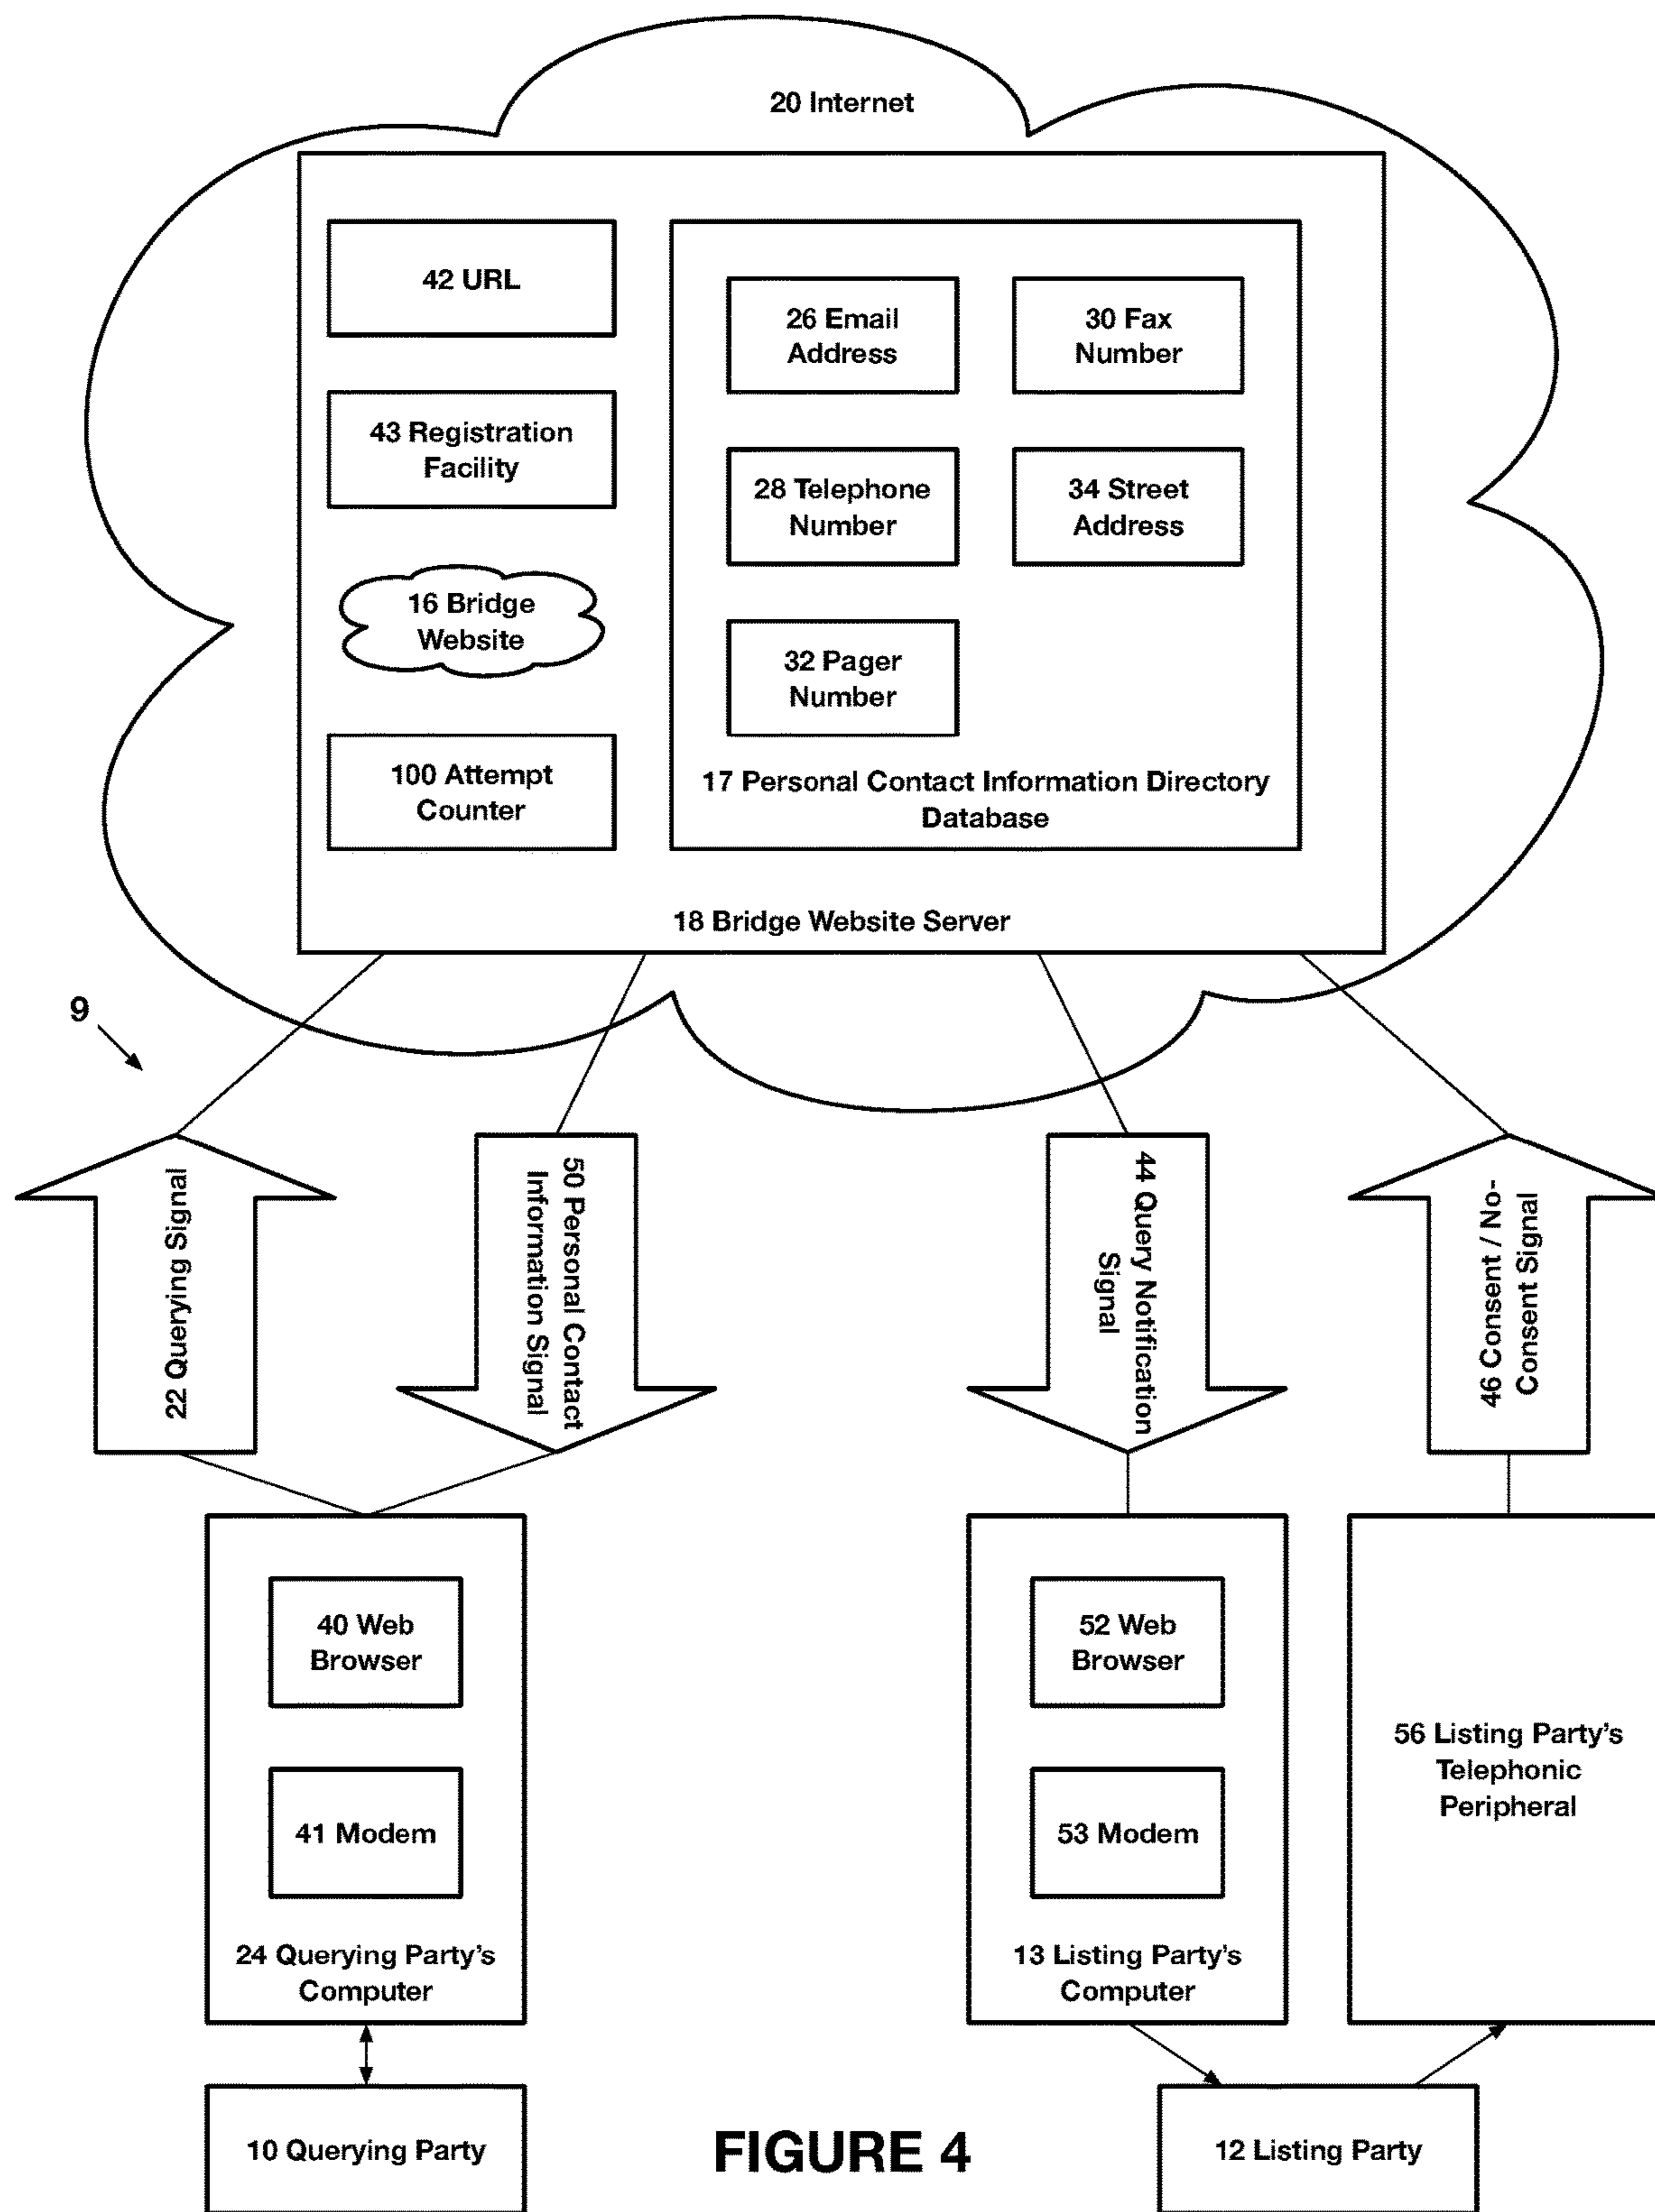 20 Internet
42 URL
26 Email
Address
30 Fax
Number
43 Registration
Facility
28 Telephone
Number
34 Street
Address
16 Bridge
Website
32 Pager
Number
100 Attempt
Counter
17 Personal Contact Information Directory
Database
18 Bridge Website Server
9
22 Querying Signal
50 Personal Contact
Information Signal
44 Query Notification
Signal
46 Consent / No-
Consent Signal
40 Web
Browser
41 Modem
24 Querying Party's
Computer
52 Web
Browser
53 Modem
13 Listing Party's
Computer
56 Listing Party's
Telephonic
Peripheral
10 Querying Party
FIGURE 4
12 Listing Party